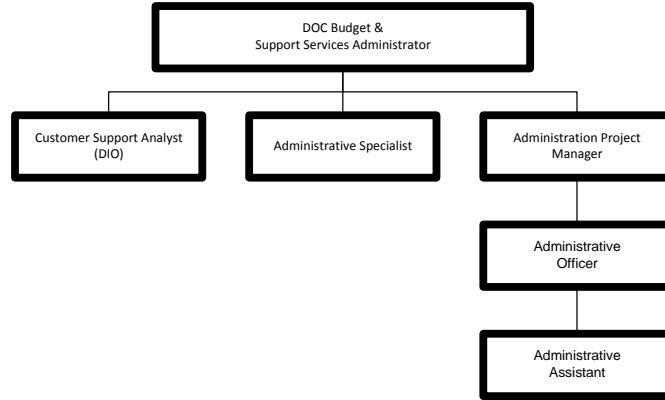 DOC Budget &
Support Services Administrator
Customer Support Analyst
(DIO)
Administrative Specialist
Administration Project
Manager
Administrative
Officer
Administrative
Assistant